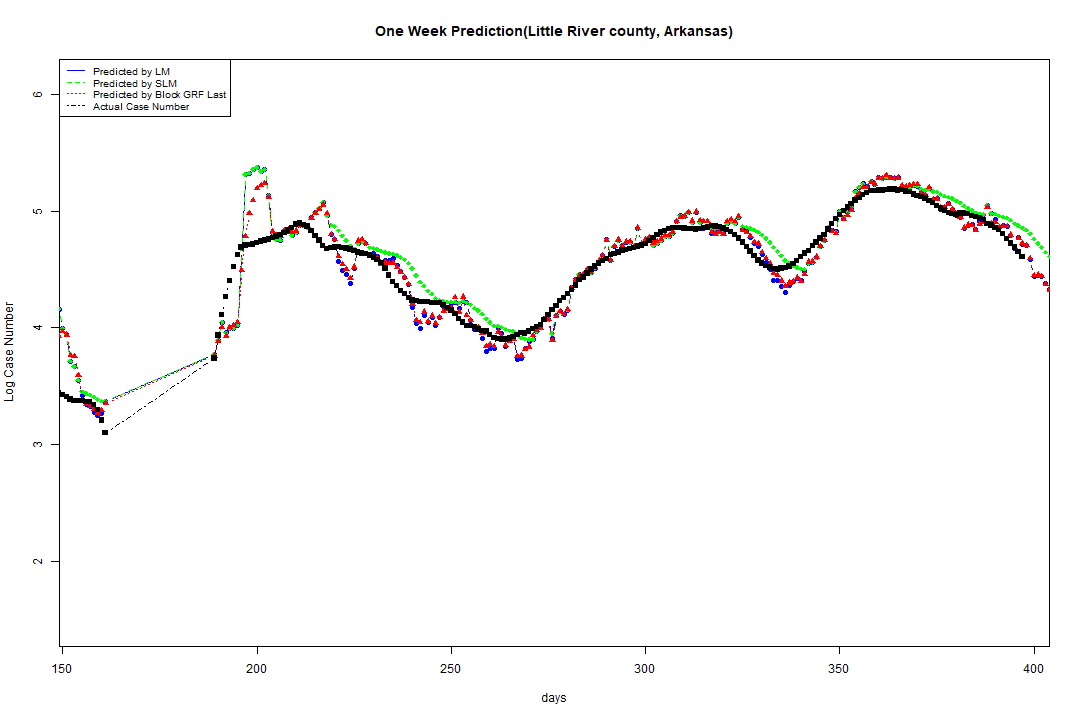 One Week Prediction(Little River county, Arkansas)
Predicted by LM
Predicted by SLM
Predicted by Block GRF Last
Actual Case Number
Log Case Number
6
5
4
3
2
150 200 250 300 350 400
days